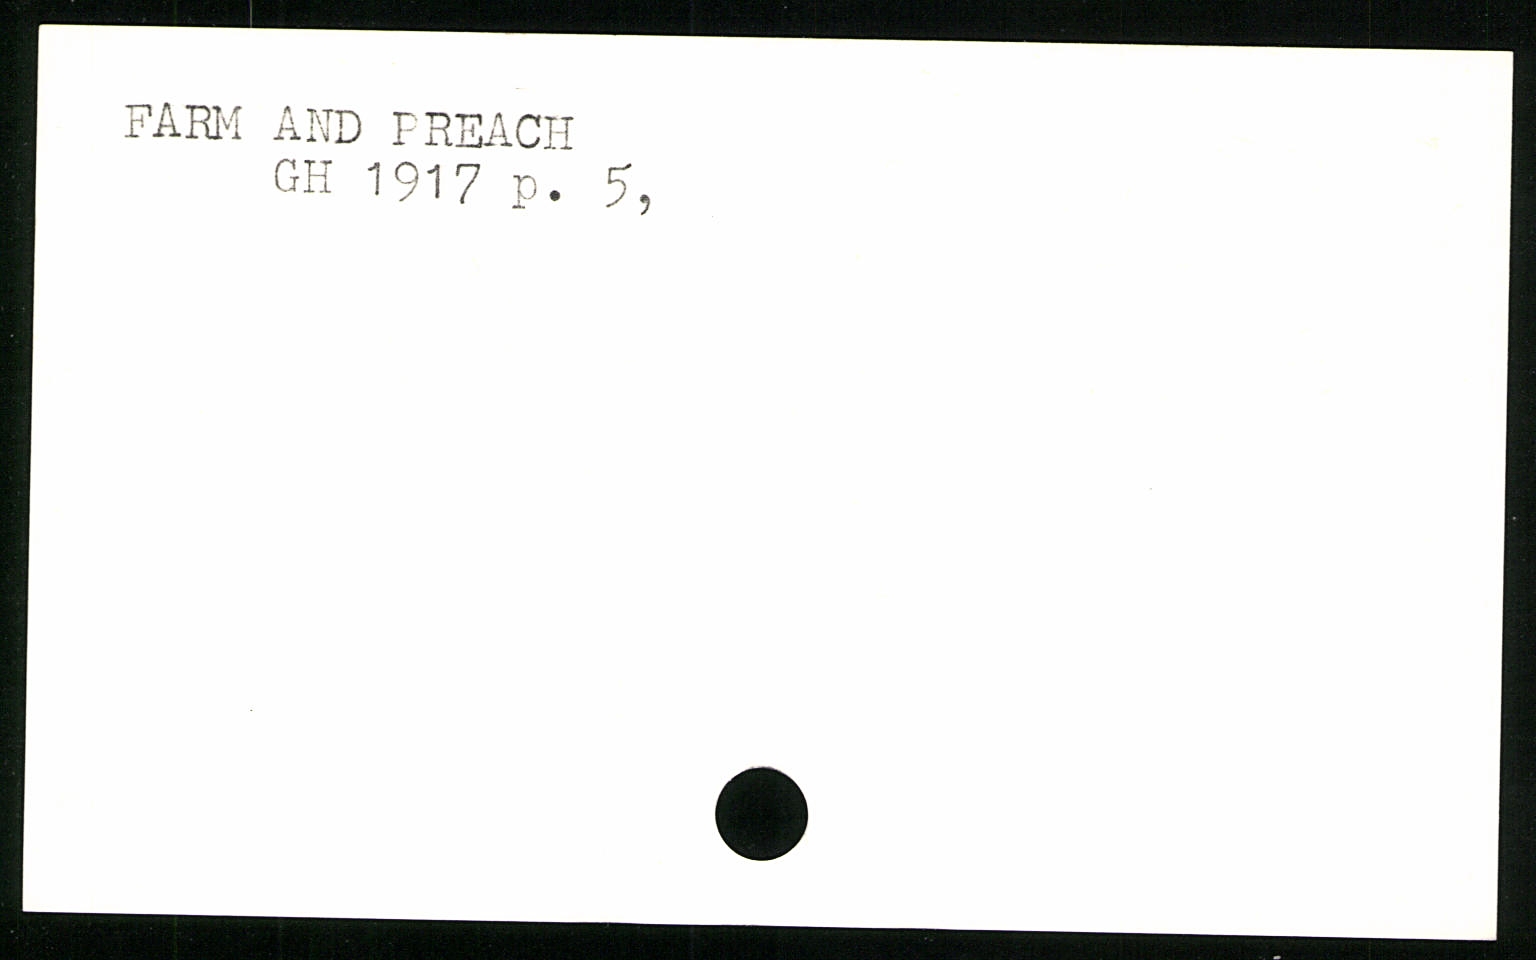 FARM AND PREACH
GH 1917 p. 5,